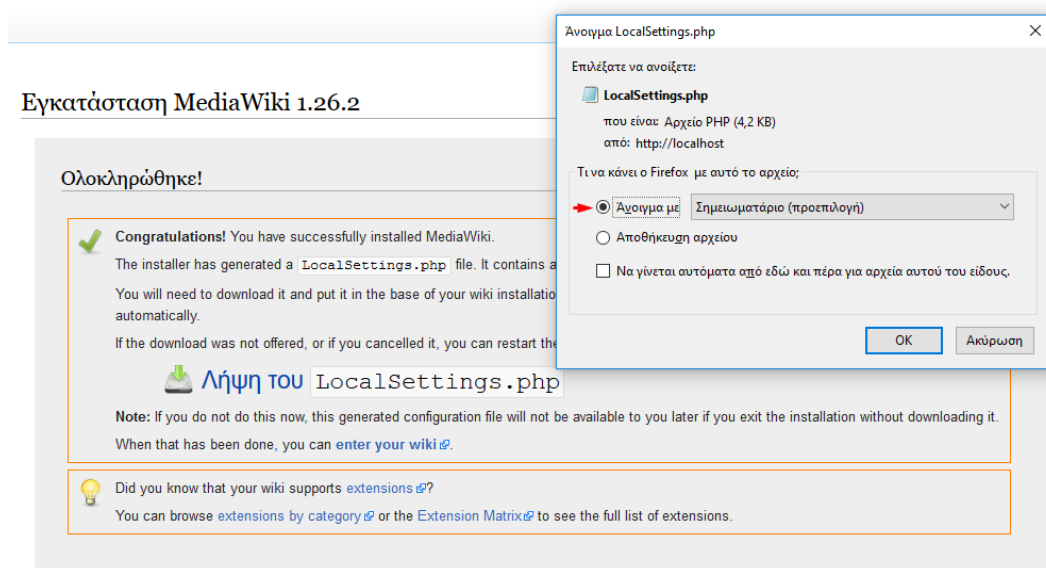 Εγκατάσταση MediaWiki 1.26.2
Ολοκληρώθηκε!
Congratulations! You have successfully installed MediaWiki.
The installer has generated a LocalSettings.php file. It contains a
You will need to download it and put it in the base of your wiki installatio
automatically.
If the download was not offered, or if you cancelled it, you can restart the
Λήψη του LocalSettings.php
Note: If you do not do this now, this generated configuration file will not be available to you later if you exit the installation without downloading it.
When that has been done, you can enter your wiki.
Did you know that your wiki supports extensions?
You can browse extensions by category or the Extension Matrix to see the full list of extensions.
Άνοιγμα LocalSettings.php
Επιλέξατε να ανοίξετε:
LocalSettings.php
που είναι: Αρχείο PHP (4,2 KB)
από: http://localhost
Τι να κάνει ο Firefox με αυτό το αρχείο;
Άνοιγμα με Σημειωματάριο (προεπιλογή)
Αποθήκευση αρχείου
Να γίνεται αυτόματα από εδώ και πέρα για αρχεία αυτού του είδους.
OK Ακύρωση